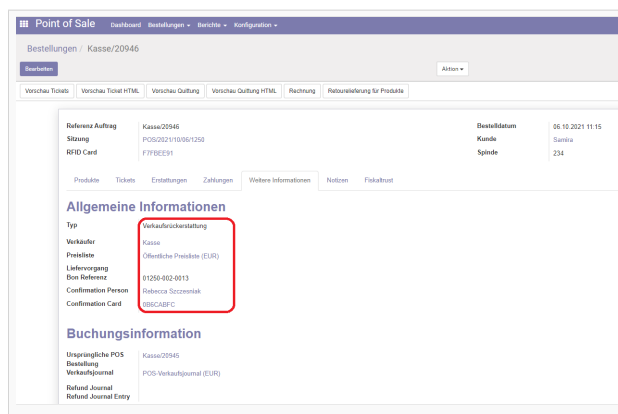 Point of Sale Dashboard Bestellungen Berichte Konfiguration
Bestellungen / Kasse/20946
Bearbeiten Aktion
Vorschau Tickets Vorschau Ticket HTML Vorschau Quittung Vorschau Quittung HTML Rechnung Retourelieferung für Produkte
Referenz Auftrag Kasse/20946 Bestelldatum 06.10.2021 11:15
Sitzung POS/2021/10/06/1250 Kunde Samira
RFID Card F7FBEE91 Spinde 234
Produkte Tickets Erstattungen Zahlungen Weitere Informationen Notizen Fiskaltrust
Allgemeine Informationen
Typ Verkaufsrückerstattung
Verkäufer Kasse
Preisliste Öffentliche Preisliste (EUR)
Liefervorgang
Bon Referenz 01250-002-0013
Confirmation Person Rebecca Szczesniak
Confirmation Card 0B5CABFC
Buchungsinformation
Ursprüngliche POS Kasse/20945
Bestellung
Verkaufsjournal POS-Verkaufsjournal (EUR)
Refund Journal
Refund Journal Entry